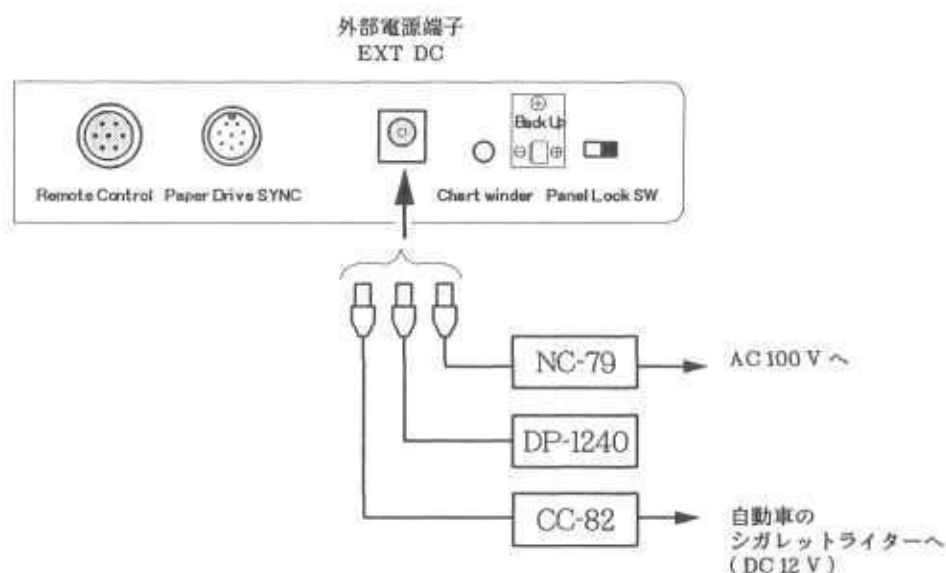 外部電源端子
EXT DC
Back Up
Remote Control Paper Drive SYNC
Chart winder Panel Lock SW
NC-79
AC 100 V へ
DP-1240
CC-82
自動車の
シガレットライターへ
( DC 12 V )